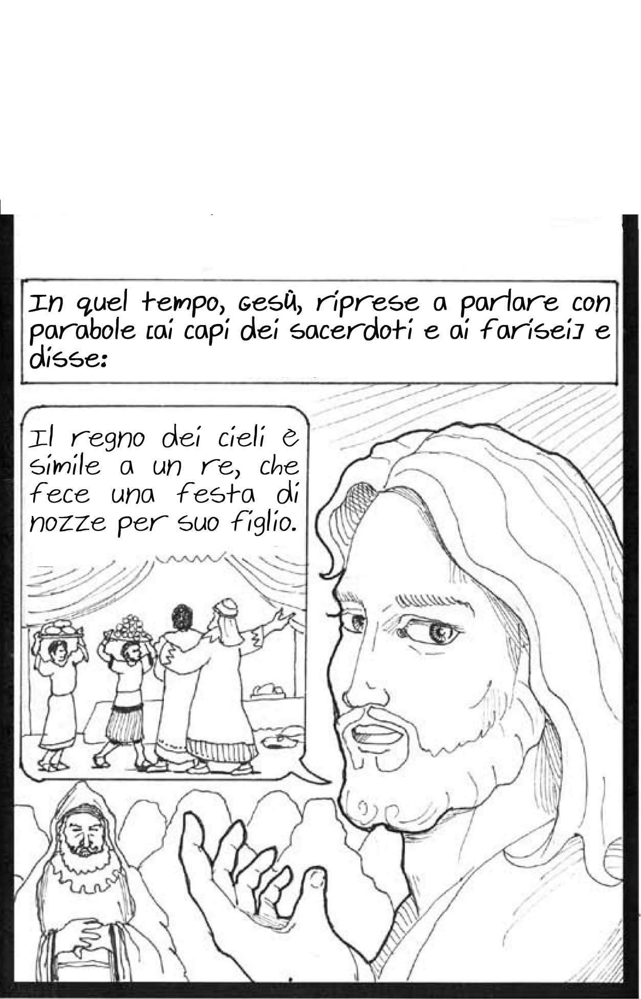 In quel tempo, Gesù, riprese a parlare con
parabole [ai capi dei sacerdoti e ai farisei] e
disse:
Il regno dei cieli è
simile a un re, che
fece una festa di
nozze per suo figlio.